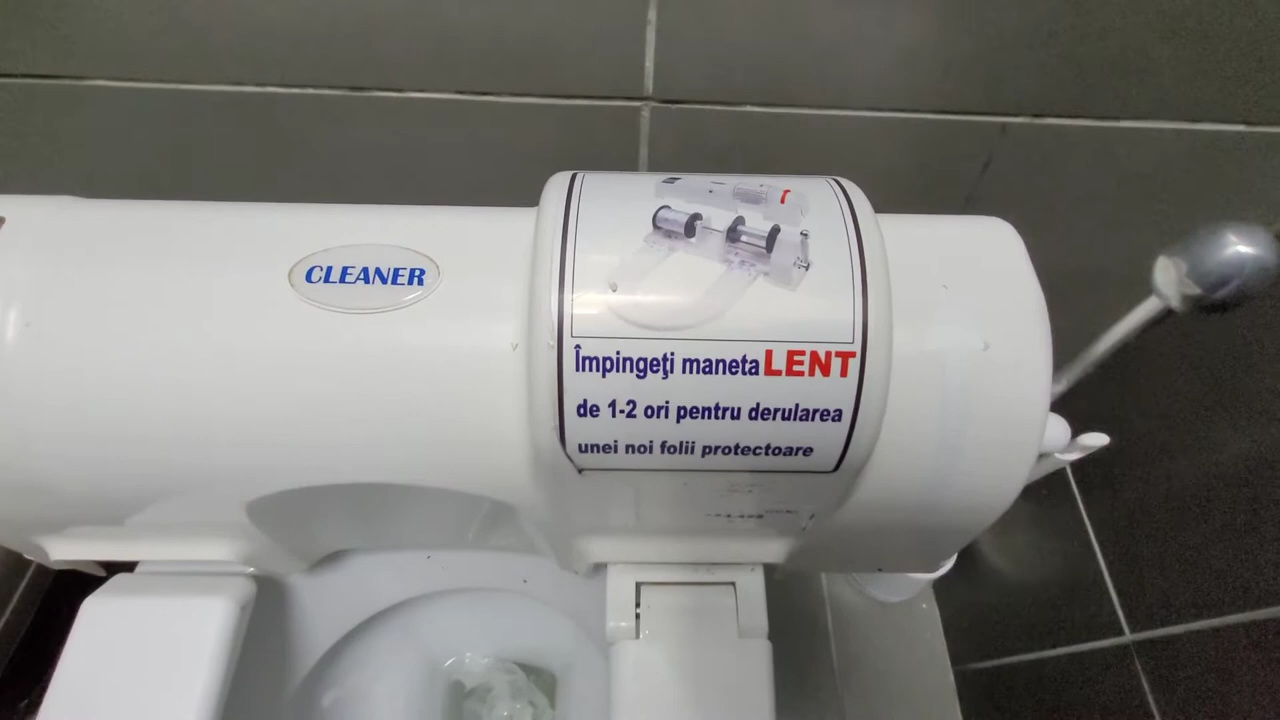 CLEANER
Împingeţi maneta LENT
de 1-2 ori pentru derularea
unei noi folii protectoare